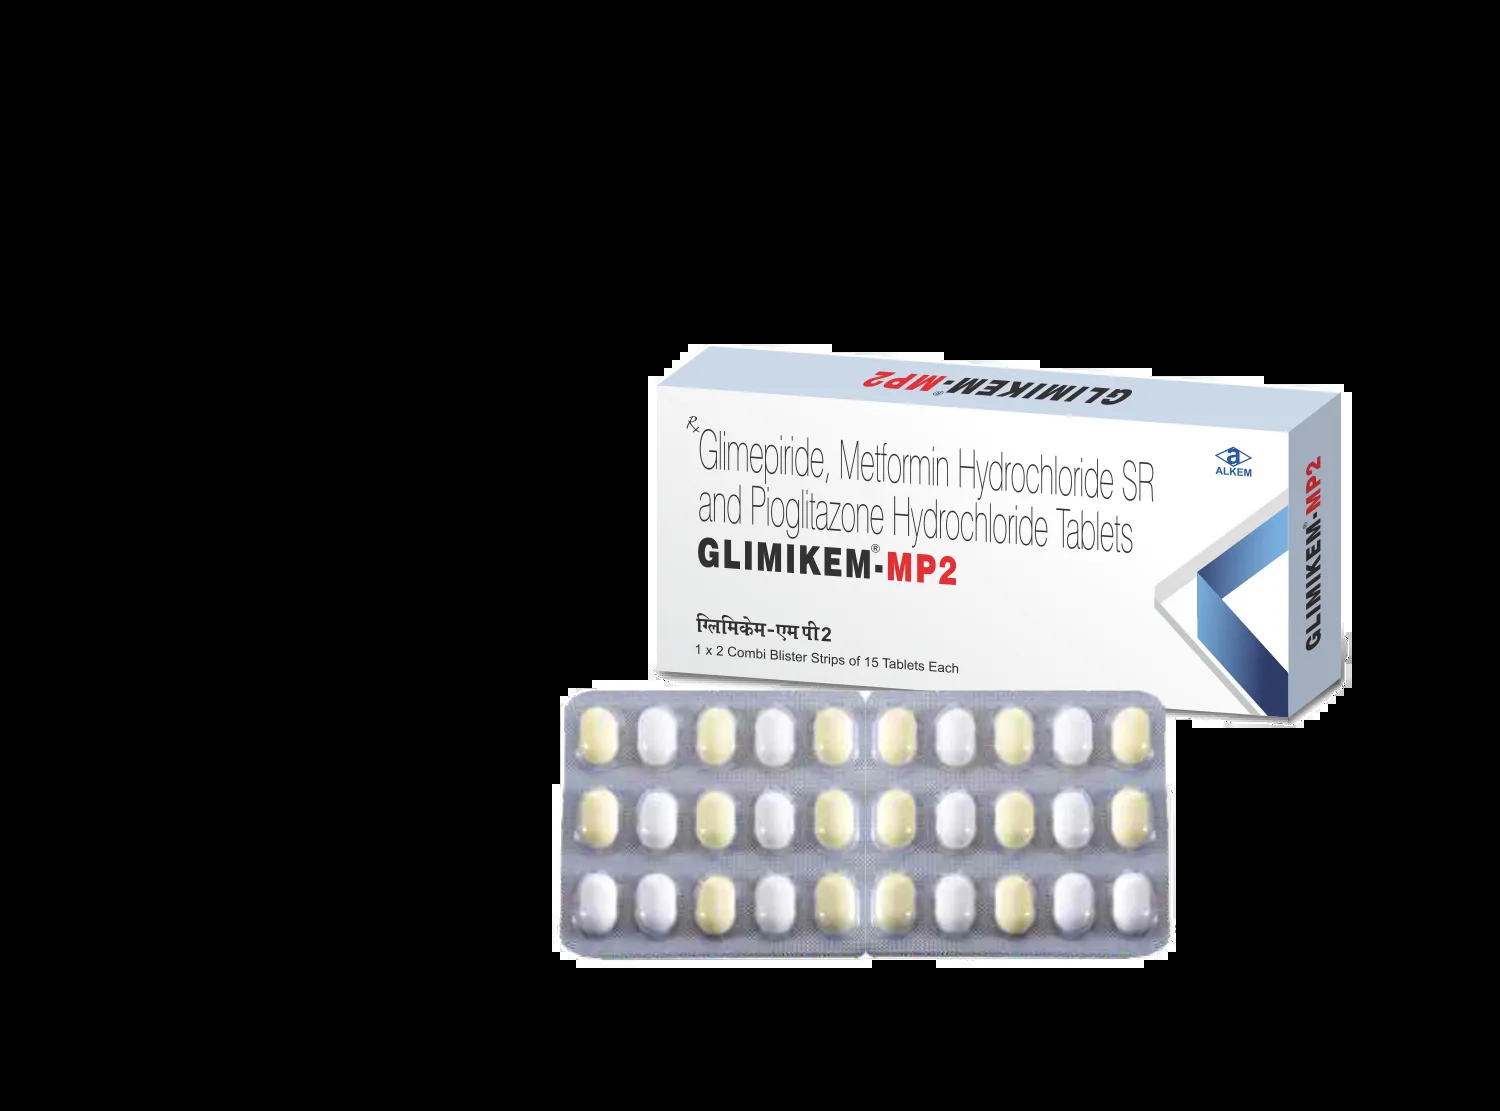 GLIMIKEM®-MP2
Rx
Glimepiride, Metformin Hydrochloride SR
and Pioglitazone Hydrochloride Tablets
GLIMIKEM®-MP2
ग्लिमिकेम-एम पी 2
1 x 2 Combi Blister Strips of 15 Tablets Each
a
ALKEM
GLIMIKEM®-MP2